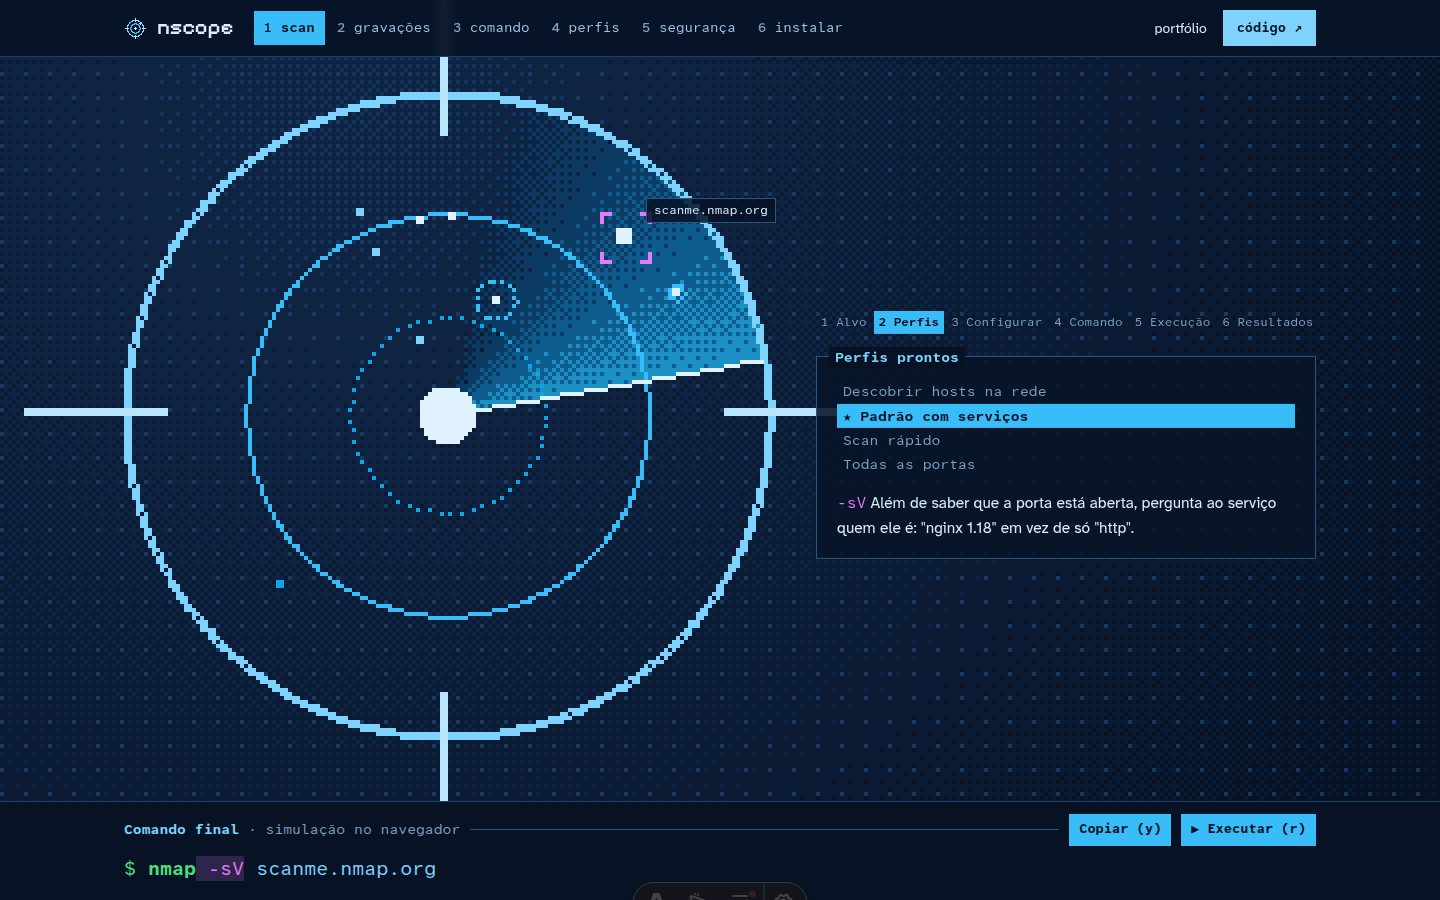 nscope 1 scan 2 gravações 3 comando 4 perfis 5 segurança 6 instalar portfólio código ↗
scanme.nmap.org
1 Alvo 2 Perfis 3 Configurar 4 Comando 5 Execução 6 Resultados
Perfis prontos
Descobrir hosts na rede
★ Padrão com serviços
Scan rápido
Todas as portas
-sV Além de saber que a porta está aberta, pergunta ao serviço
quem ele é: "nginx 1.18" em vez de só "http".
Comando final · simulação no navegador Copiar (y) ▶ Executar (r)
$ nmap -sV scanme.nmap.org